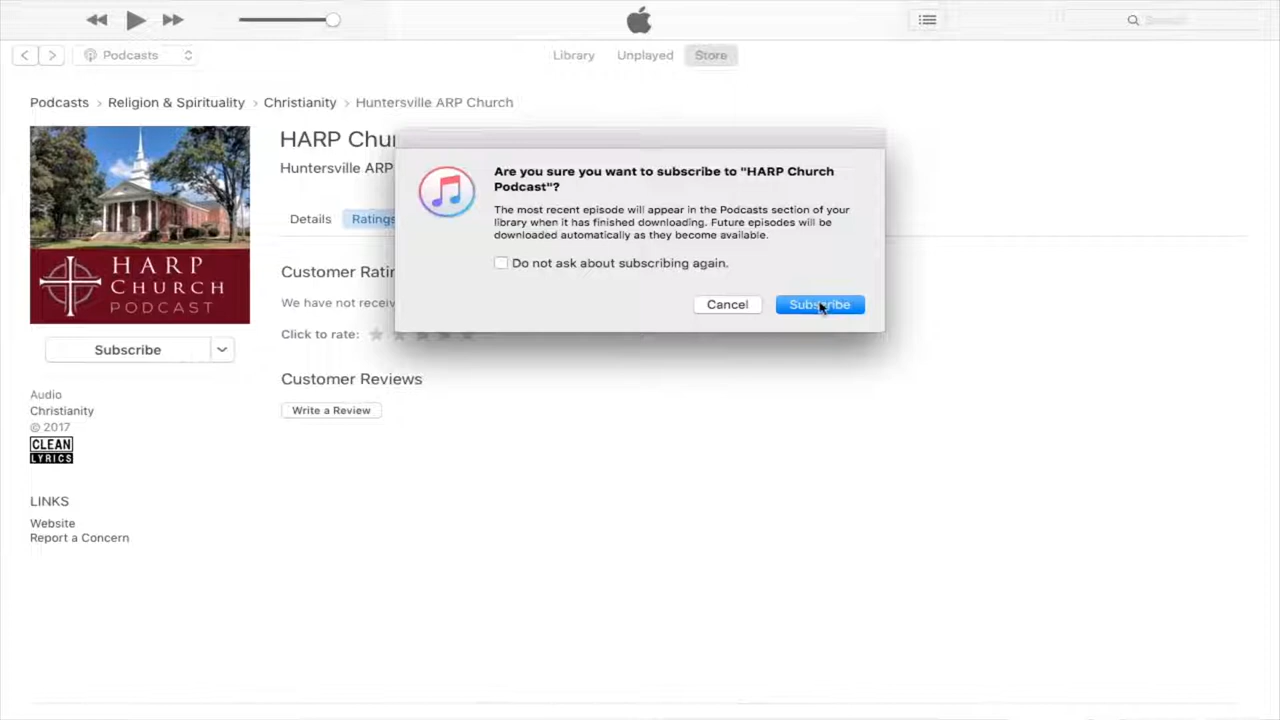 Podcasts
Library
Unplayed
Store
Podcasts › Religion & Spirituality › Christianity › Huntersville ARP Church
HARP
CHURCH
PODCAST
Subscribe
Audio
Christianity
© 2017
CLEAN
LYRICS
LINKS
Website
Report a Concern
HARP Chu
Huntersville ARP
Details
Ratings
Customer Rati
We have not receiv
Click to rate:
Customer Reviews
Write a Review
Are you sure you want to subscribe to "HARP Church
Podcast"?
The most recent episode will appear in the Podcasts section of your
library when it has finished downloading. Future episodes will be
downloaded automatically as they become available.
Do not ask about subscribing again.
Cancel
Subscribe